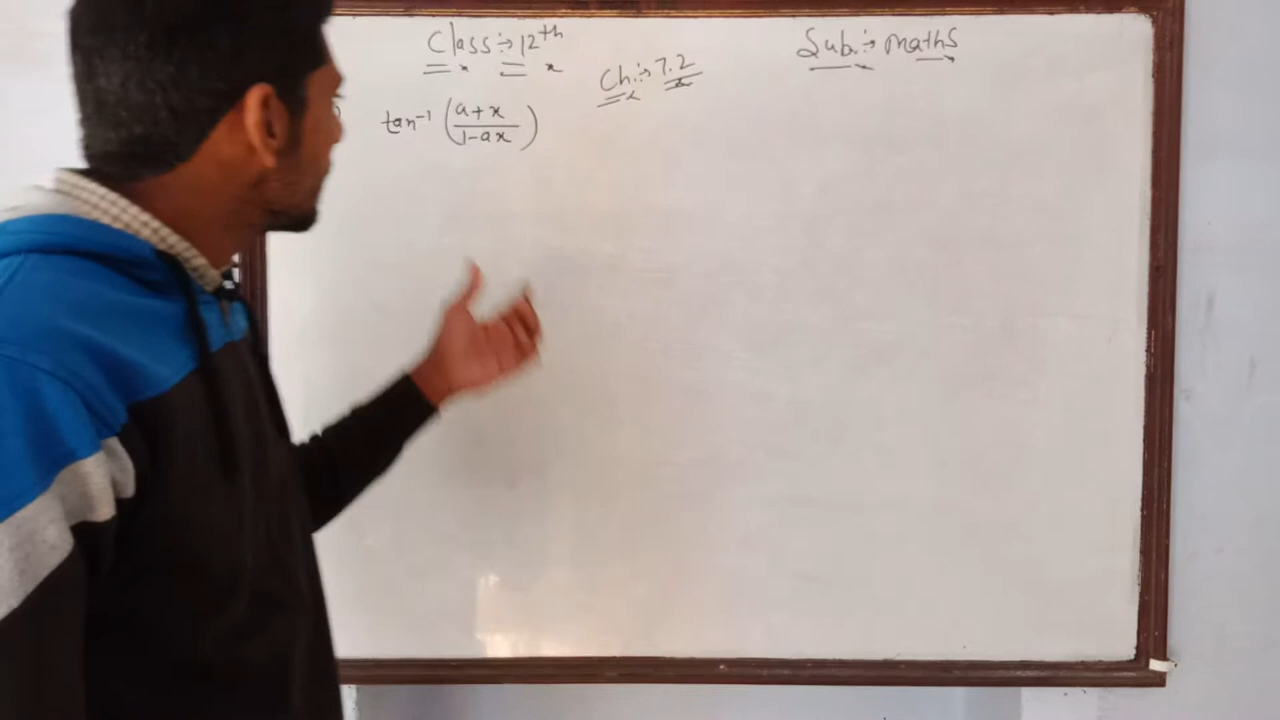 Class :→ 12th
Sub. :→ Maths
Ch. :→ 7.2
tan⁻¹ (a+x / 1-ax)